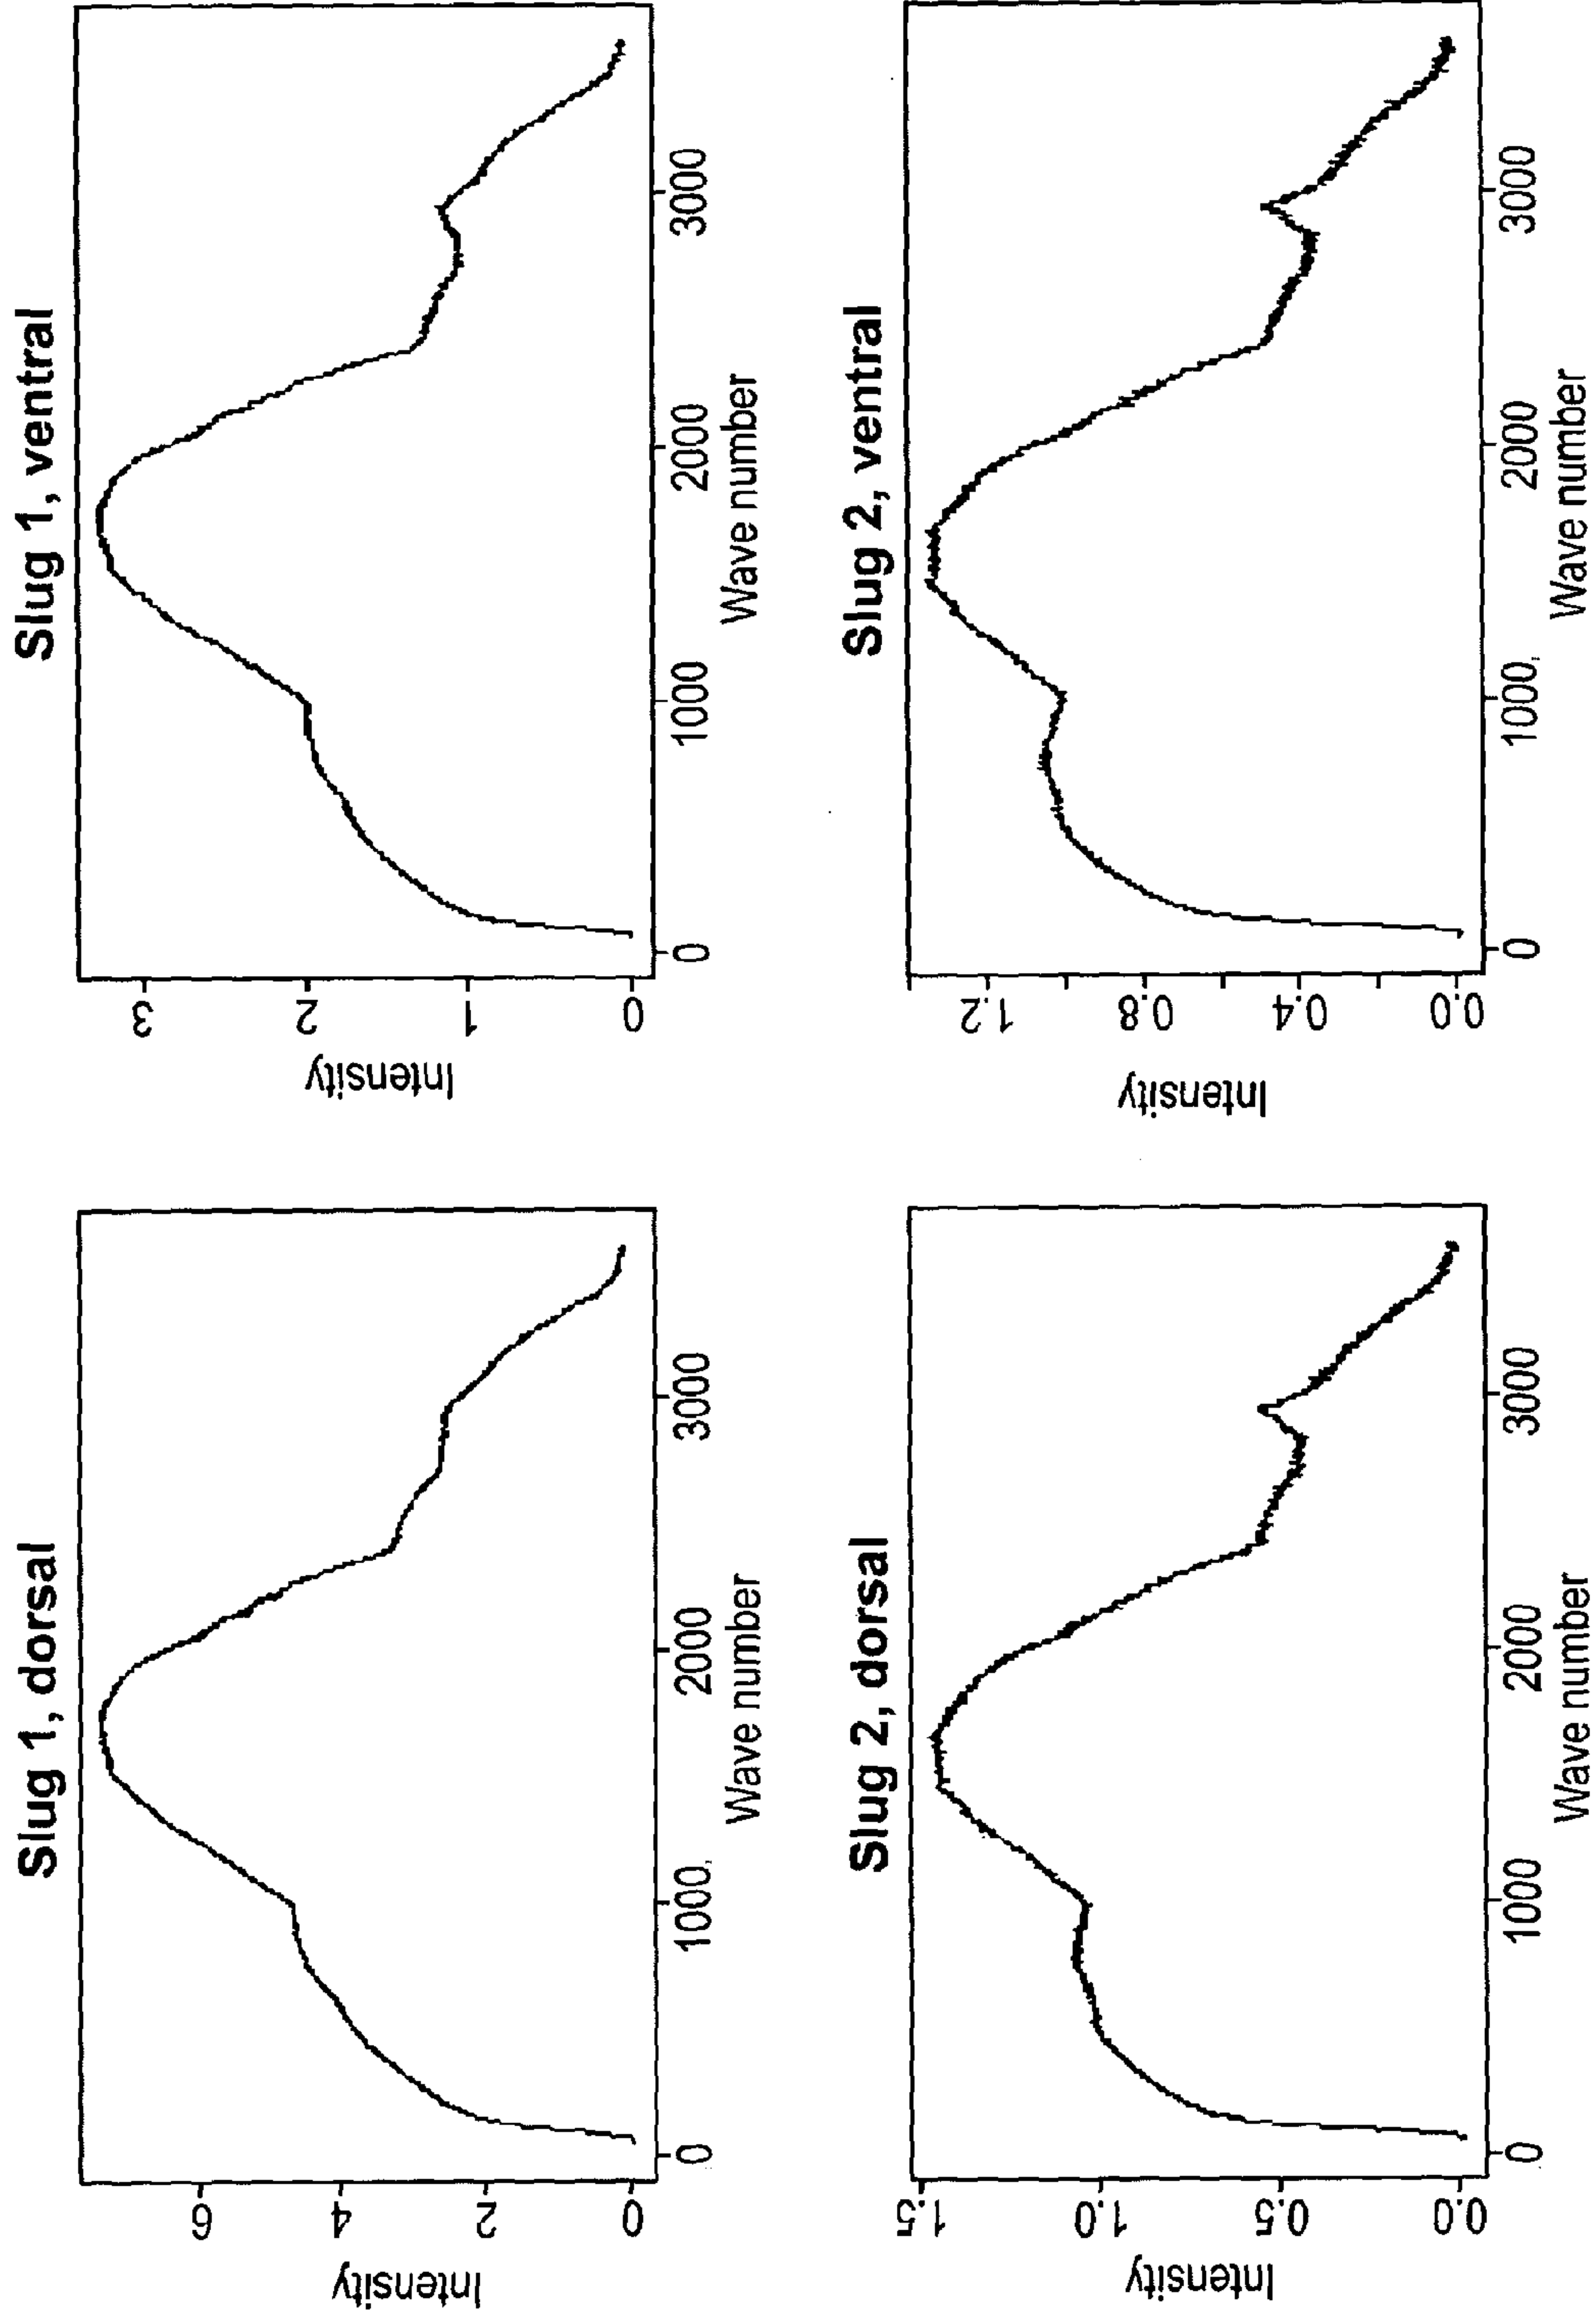 Slug 1, dorsal
Intensity
6
4
2
0
0 1000 2000 3000
Wave number
Slug 1, ventral
Intensity
3
2
1
0
0 1000 2000 3000
Wave number
Slug 2, dorsal
Intensity
1.5
1.0
0.5
0.0
0 1000 2000 3000
Wave number
Slug 2, ventral
Intensity
1.2
0.8
0.4
0.0
0 1000 2000 3000
Wave number